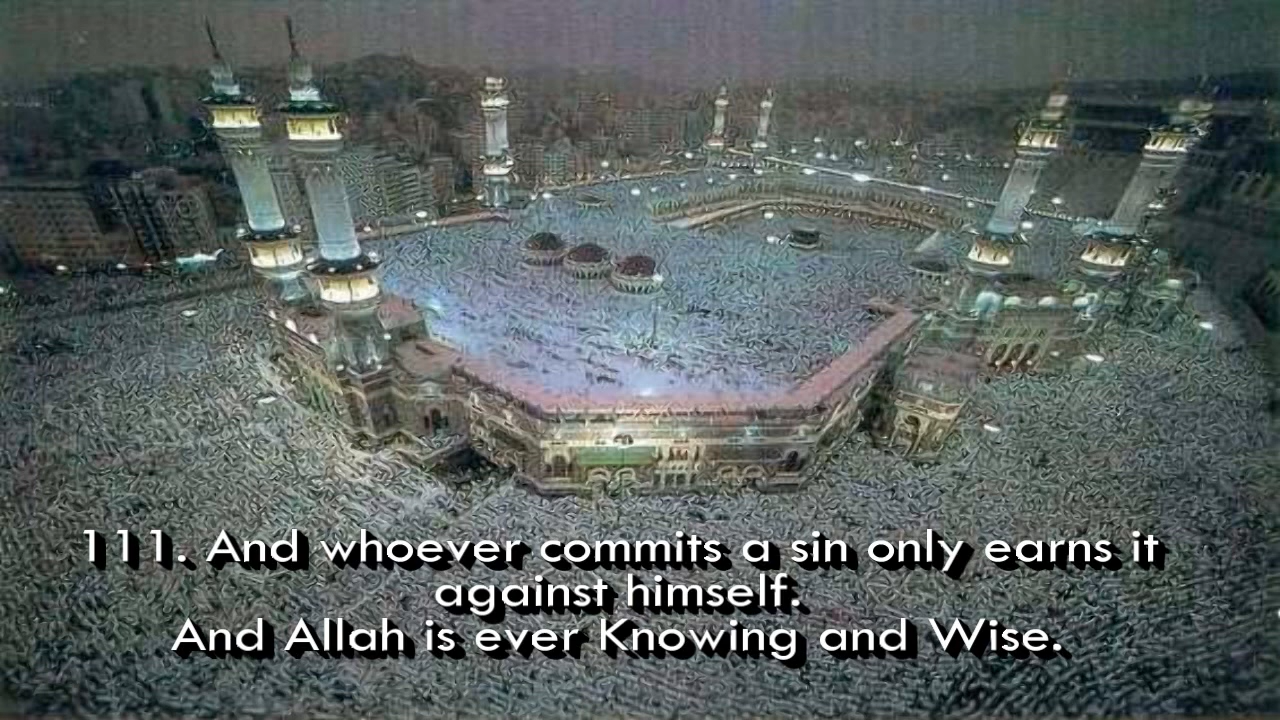 111. And whoever commits a sin only earns it
against himself.
And Allah is ever Knowing and Wise.